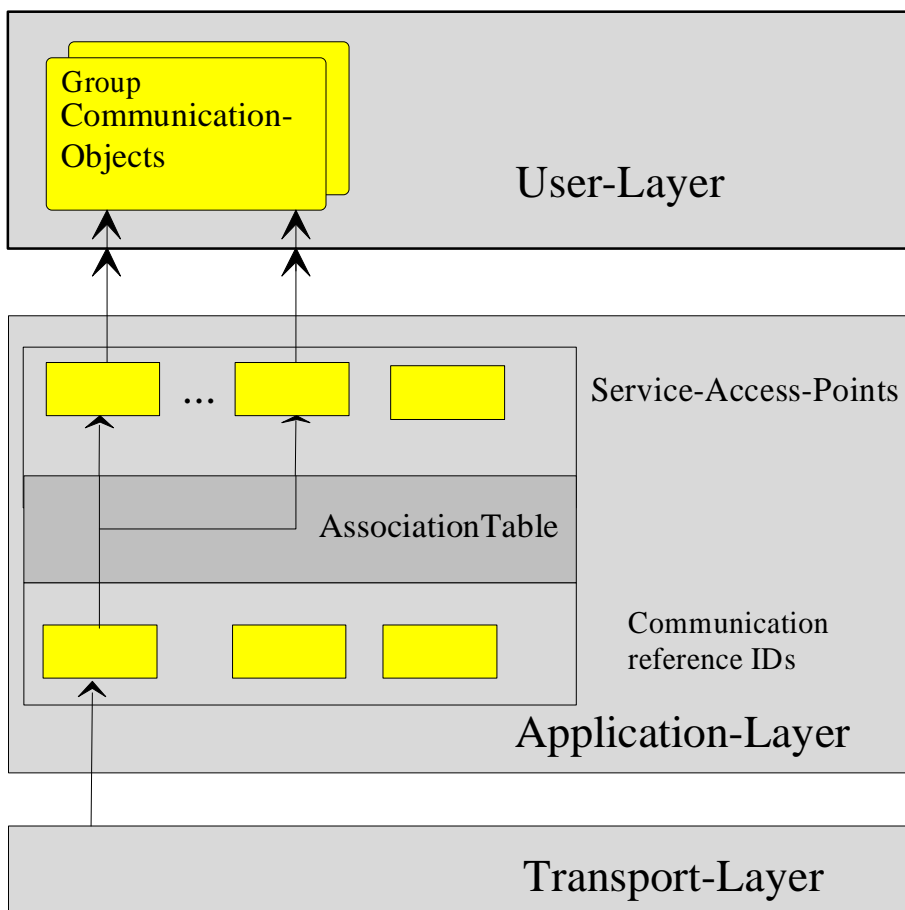 Group
Communication-
Objects
User-Layer
...
Service-Access-Points
AssociationTable
Communication
reference IDs
Application-Layer
Transport-Layer